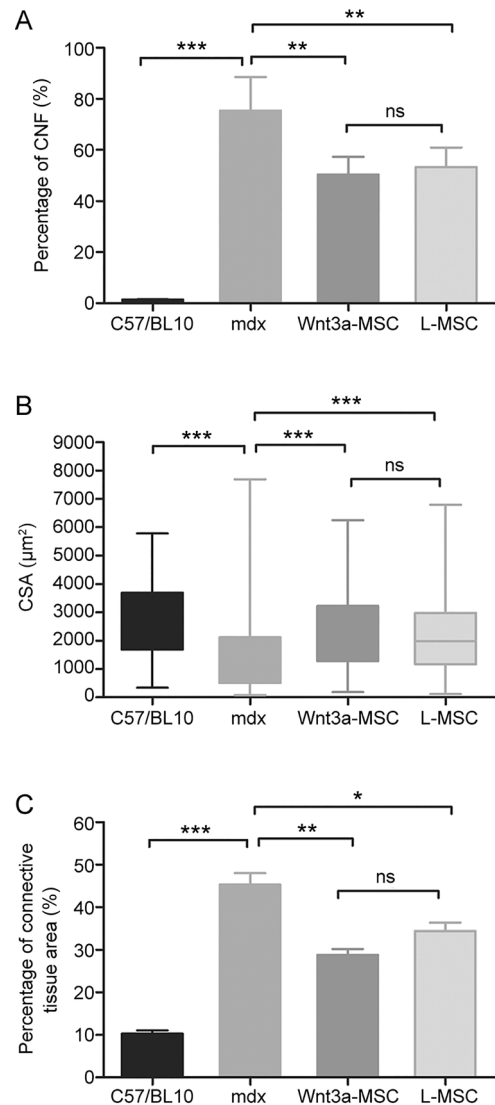 A
**
***
**
ns
Percentage of CNF (%)
100
80
60
40
20
0
C57/BL10 mdx Wnt3a-MSC L-MSC
B
***
***
***
ns
CSA (µm²)
9000
8000
7000
6000
5000
4000
3000
2000
1000
0
C57/BL10 mdx Wnt3a-MSC L-MSC
C
*
***
**
ns
Percentage of connective
tissue area (%)
60
50
40
30
20
10
0
C57/BL10 mdx Wnt3a-MSC L-MSC